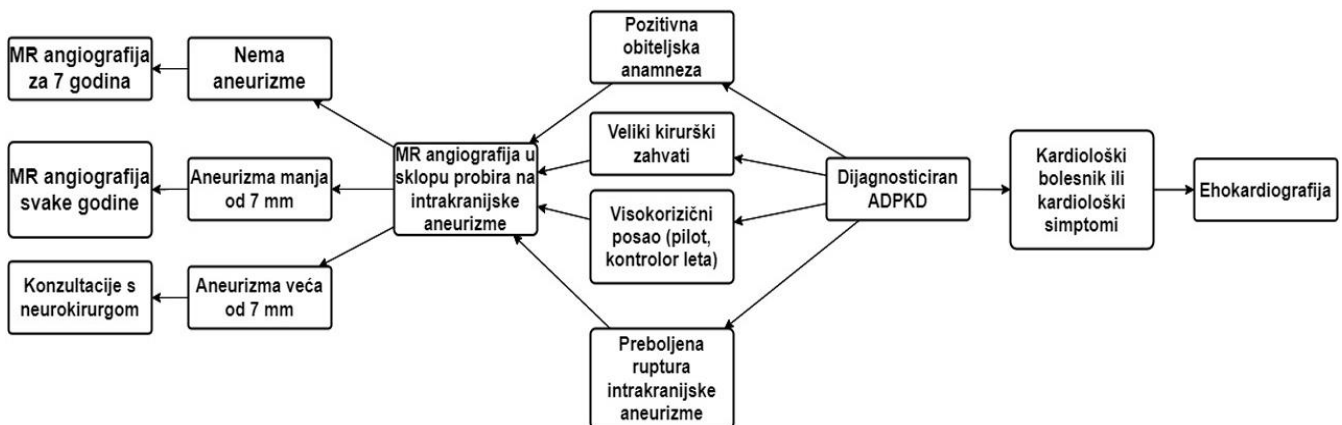 MR angiografija
za 7 godina
Nema
aneurizme
Pozitivna
obiteljska
anamneza
MR angiografija
svake godine
Aneurizma manja
od 7 mm
MR angiografija u
sklopu probira na
intrakranijske
aneurizme
Veliki kirurški
zahvati
Visokorizični
posao (pilot,
kontrolor leta)
Dijagnosticiran
ADPKD
Kardiološki
bolesnik ili
kardiološki
simptomi
Ehokardiografija
Konzultacije s
neurokirurgom
Aneurizma veća
od 7 mm
Preboljena
ruptura
intrakranijske
aneurizme